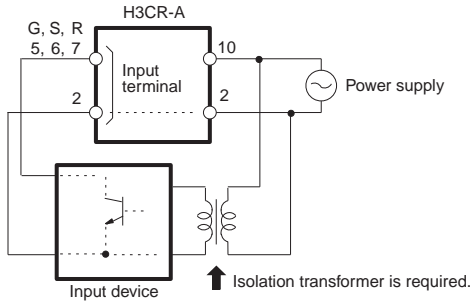 H3CR-A
G, S, R
5, 6, 7
10
Input
terminal
2
2
Power supply
Isolation transformer is required.
Input device